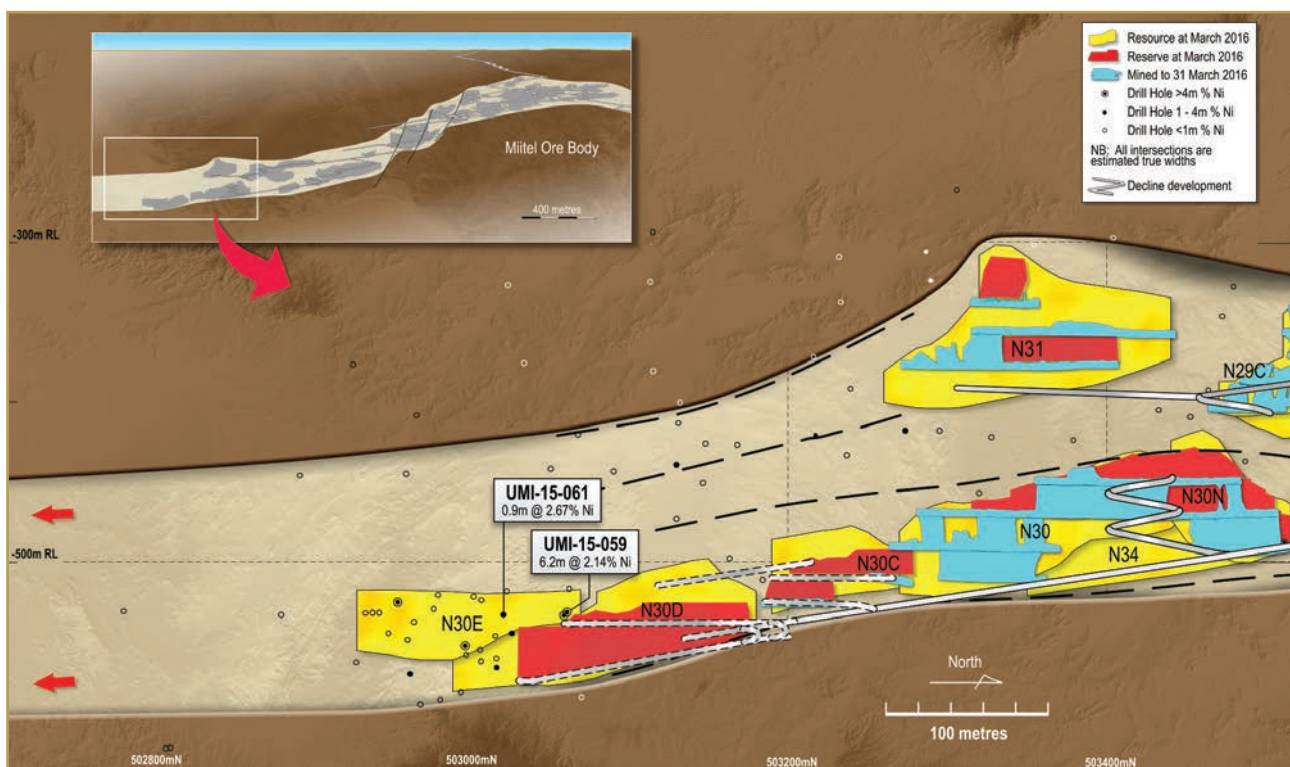 Miitel Ore Body
400 metres
Resource at March 2016
Reserve at March 2016
Mined to 31 March 2016
Drill Hole >4m % Ni
Drill Hole 1 - 4m % Ni
Drill Hole <1m % Ni
NB: All intersections are
estimated true widths
Decline development
-300m RL
N31
N29C
UMI-15-061
0.9m @ 2.67% Ni
UMI-15-059
6.2m @ 2.14% Ni
-500m RL
N30N
N30
N34
N30C
N30D
N30E
North
100 metres
502800mN
503000mN
503200mN
503400mN